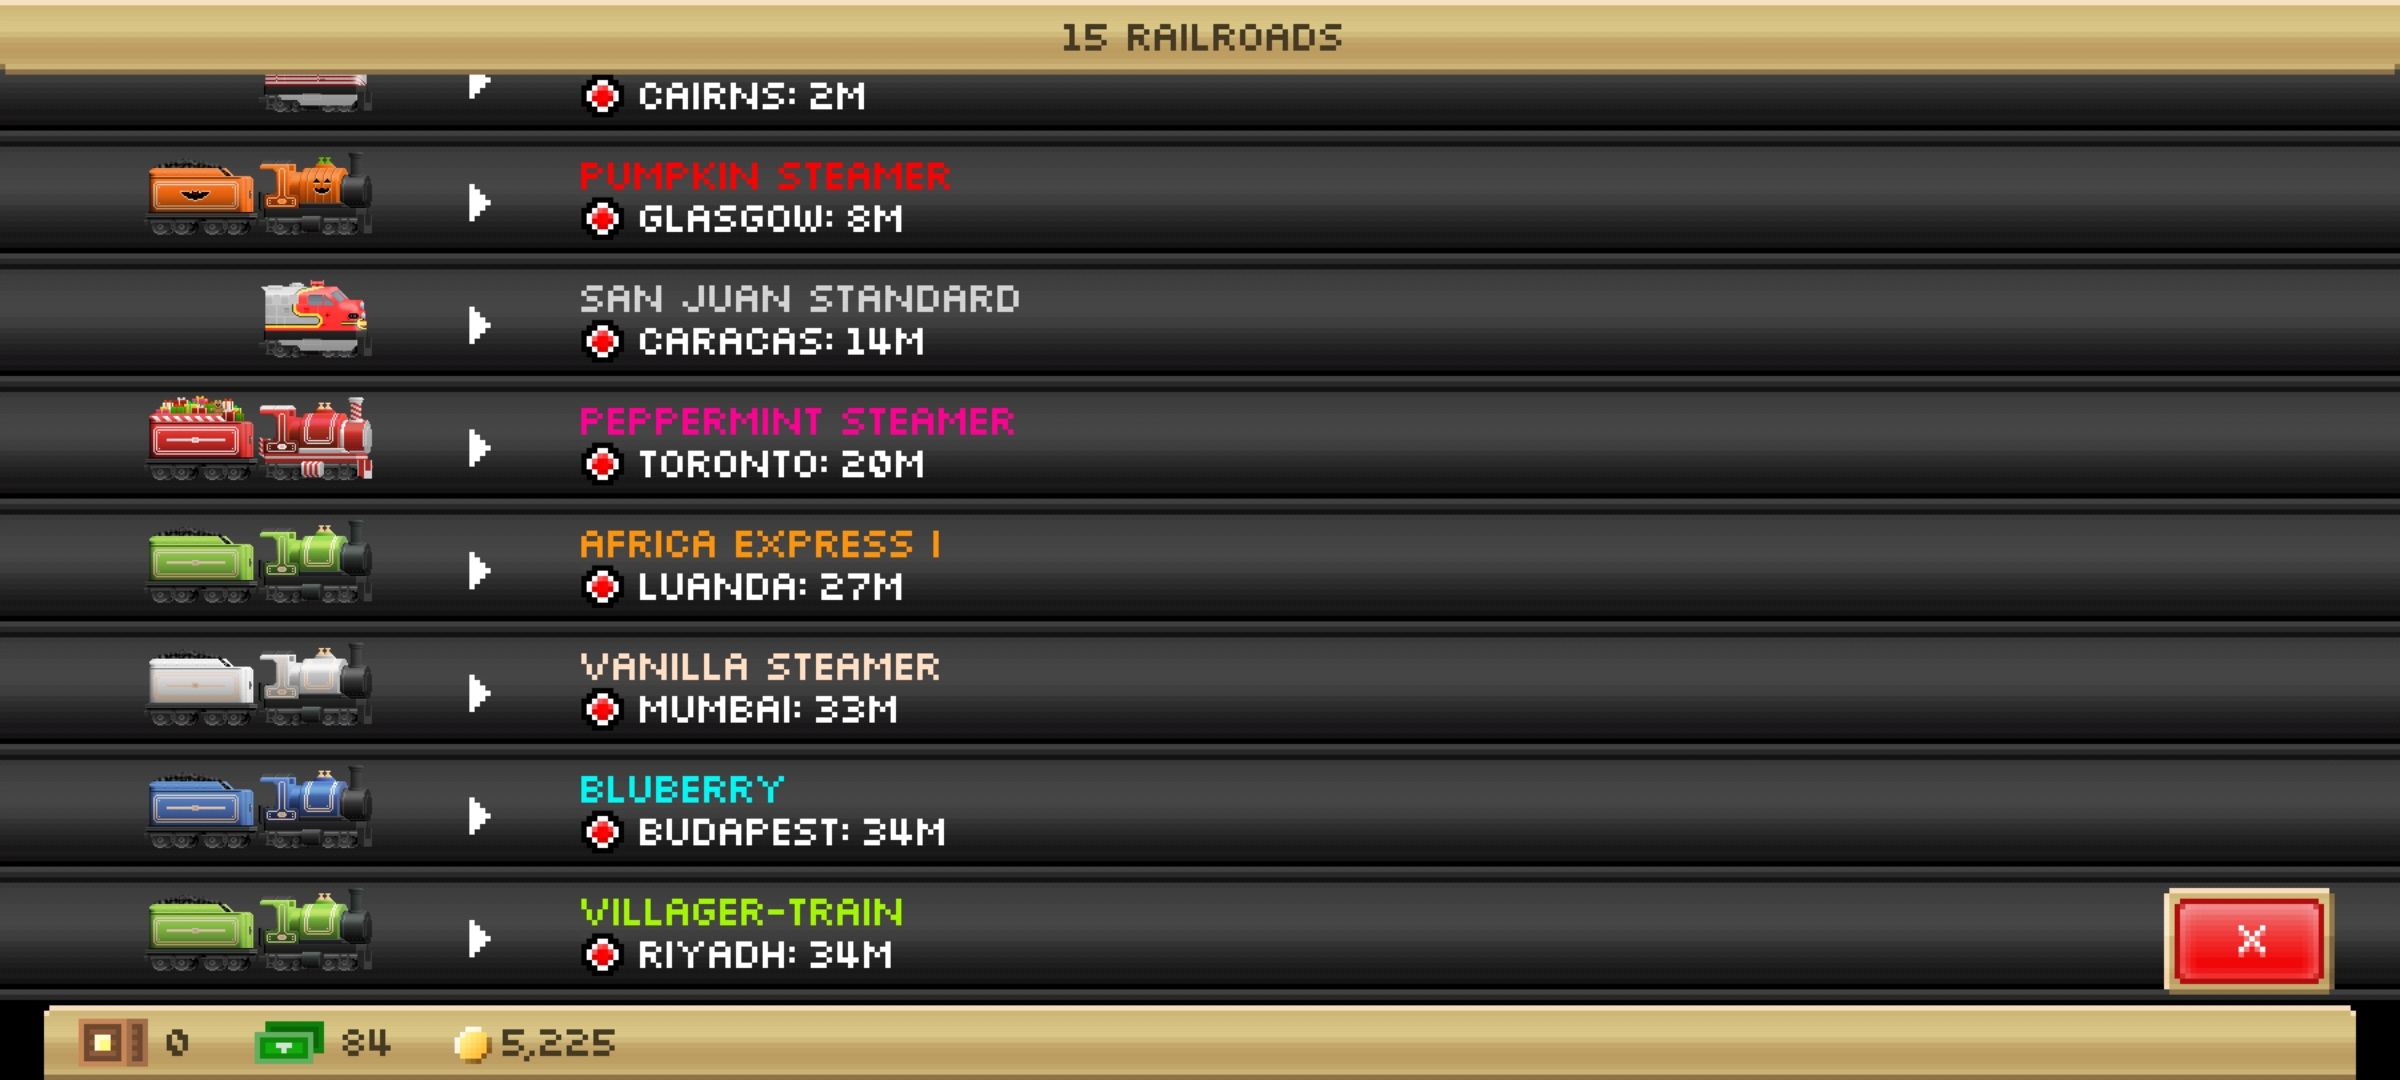 15 RAILROADS
CAIRNS: 2M
PUMPKIN STEAMER
GLASGOW: 8M
SAN JUAN STANDARD
CARACAS: 14M
PEPPERMINT STEAMER
TORONTO: 20M
AFRICA EXPRESS I
LUANDA: 27M
VANILLA STEAMER
MUMBAI: 33M
BLUBERRY
BUDAPEST: 34M
VILLAGER-TRAIN
RIYADH: 34M
X
0 84 5,225